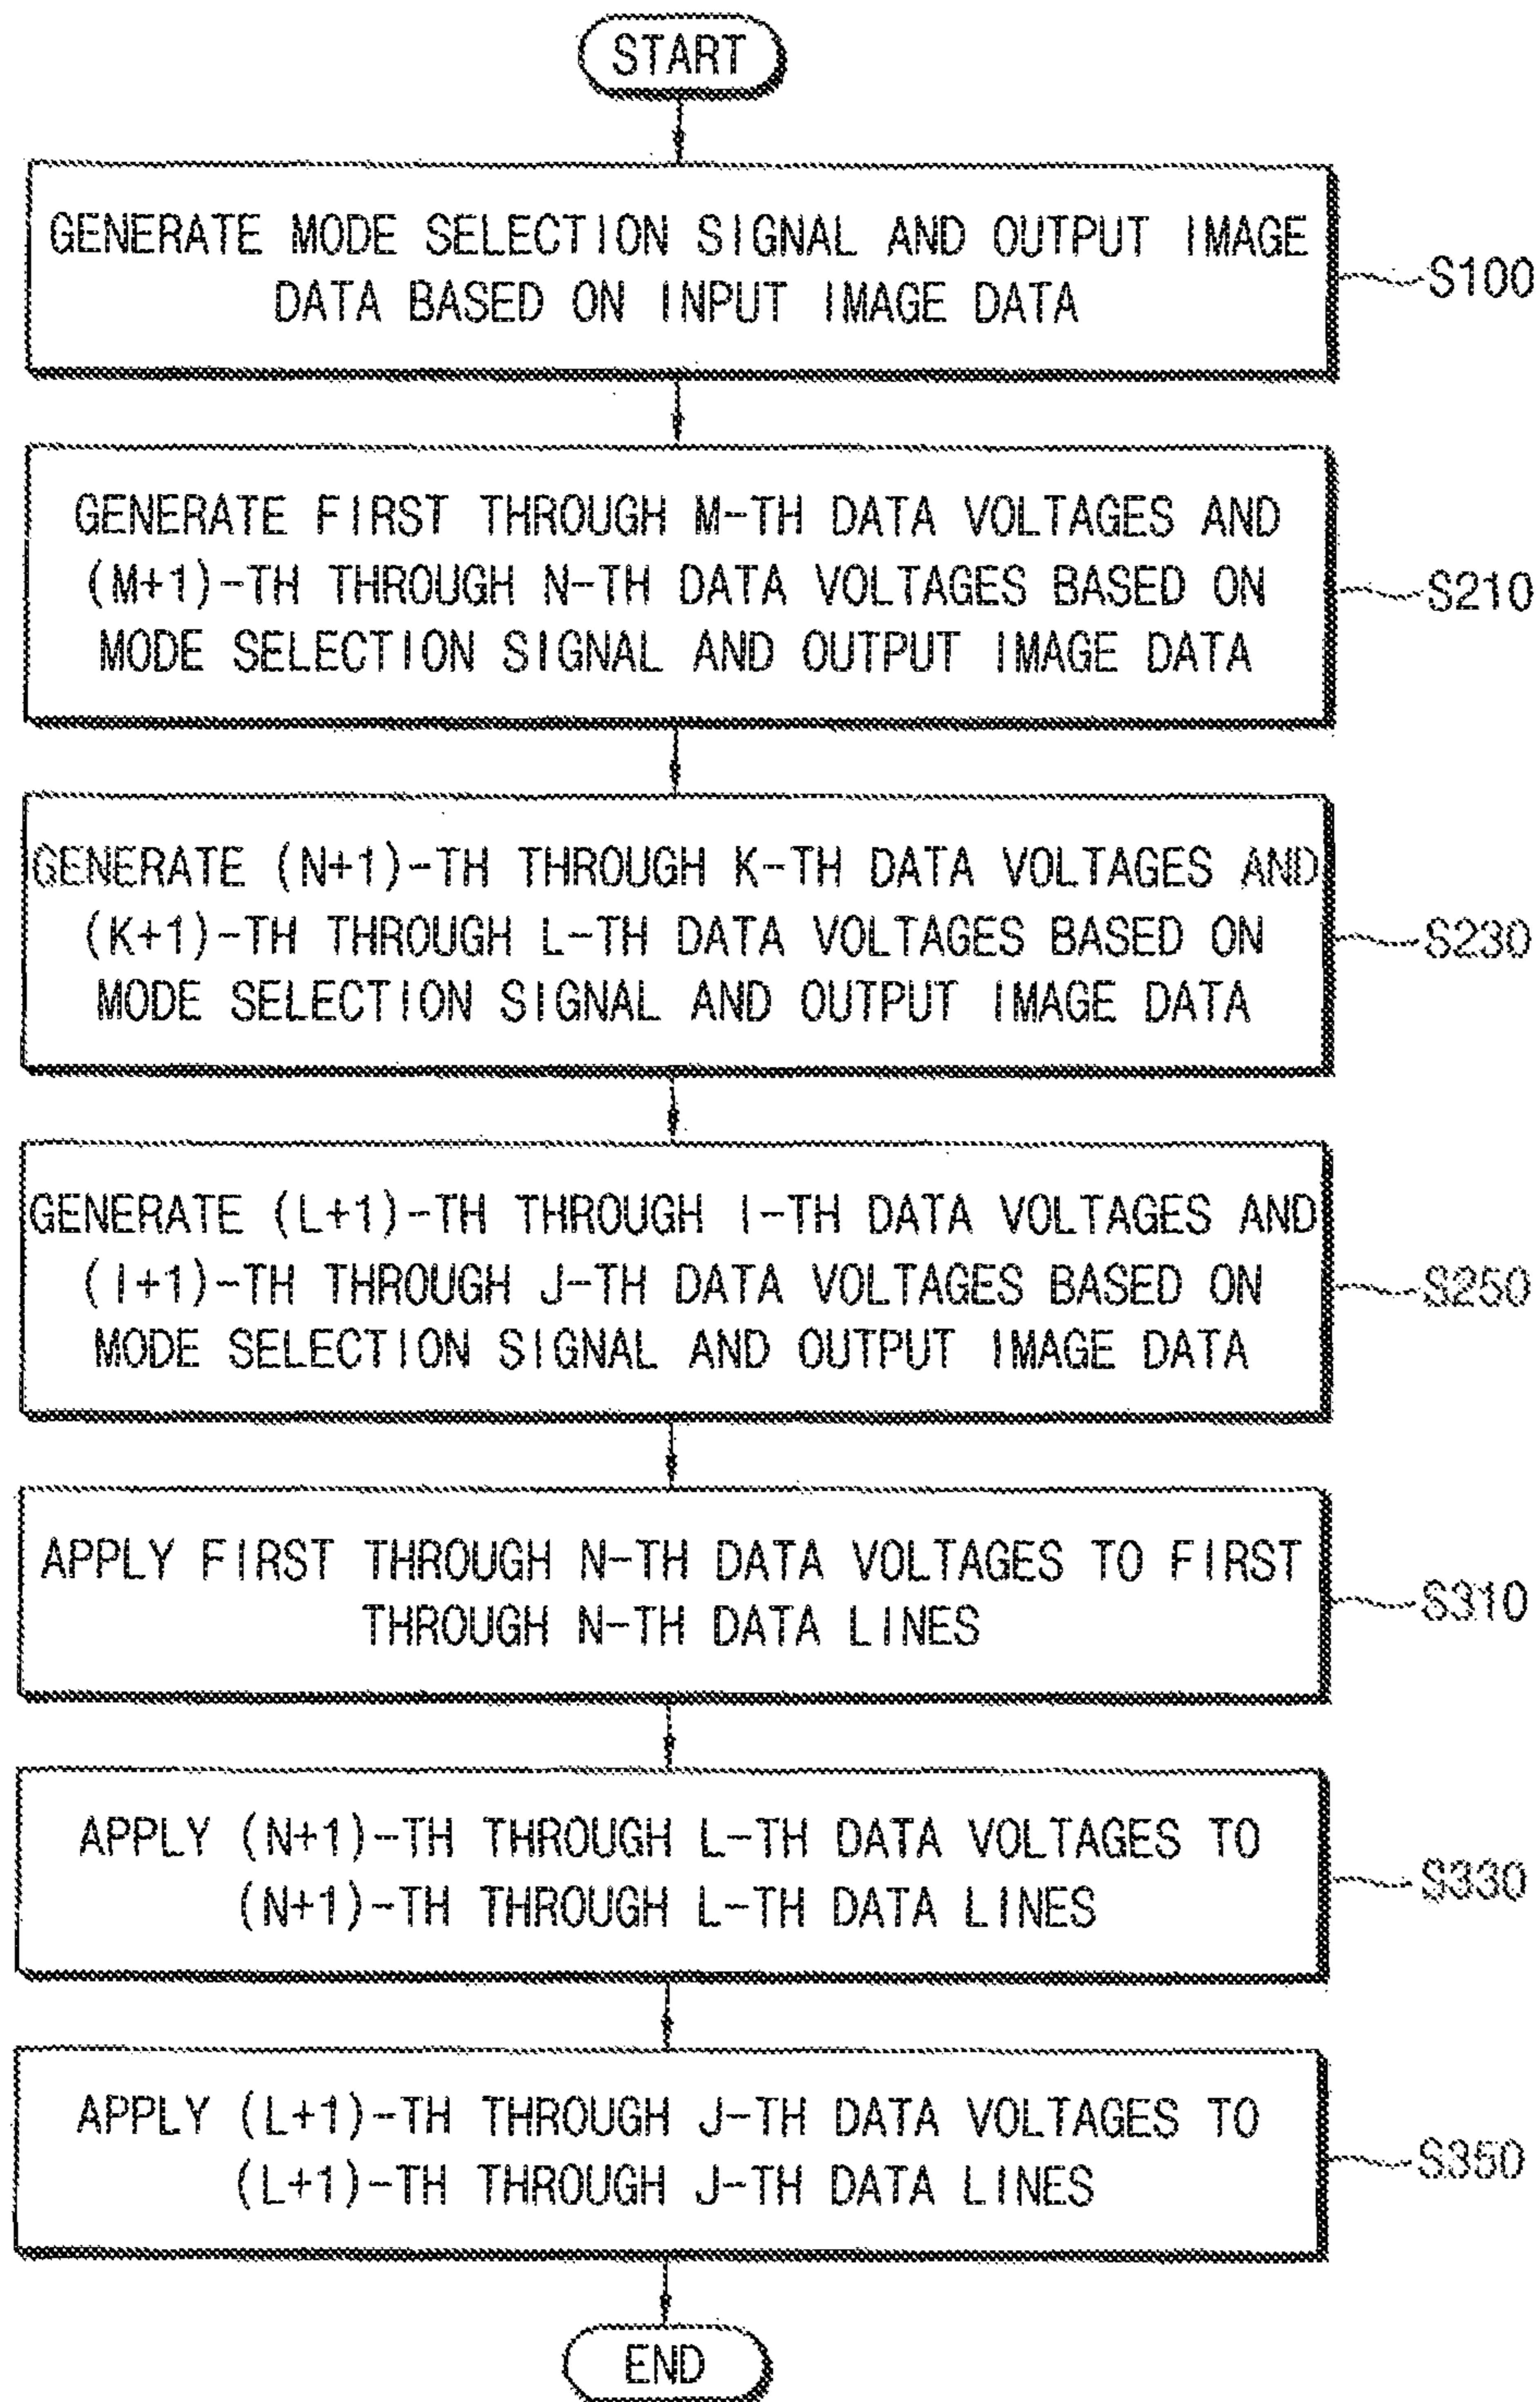 START
GENERATE MODE SELECTION SIGNAL AND OUTPUT IMAGE
DATA BASED ON INPUT IMAGE DATA
S100
GENERATE FIRST THROUGH M-TH DATA VOLTAGES AND
(M+1)-TH THROUGH N-TH DATA VOLTAGES BASED ON
MODE SELECTION SIGNAL AND OUTPUT IMAGE DATA
S210
GENERATE (N+1)-TH THROUGH K-TH DATA VOLTAGES AND
(K+1)-TH THROUGH L-TH DATA VOLTAGES BASED ON
MODE SELECTION SIGNAL AND OUTPUT IMAGE DATA
S230
GENERATE (L+1)-TH THROUGH I-TH DATA VOLTAGES AND
(I+1)-TH THROUGH J-TH DATA VOLTAGES BASED ON
MODE SELECTION SIGNAL AND OUTPUT IMAGE DATA
S250
APPLY FIRST THROUGH N-TH DATA VOLTAGES TO FIRST
THROUGH N-TH DATA LINES
S310
APPLY (N+1)-TH THROUGH L-TH DATA VOLTAGES TO
(N+1)-TH THROUGH L-TH DATA LINES
S330
APPLY (L+1)-TH THROUGH J-TH DATA VOLTAGES TO
(L+1)-TH THROUGH J-TH DATA LINES
S350
END